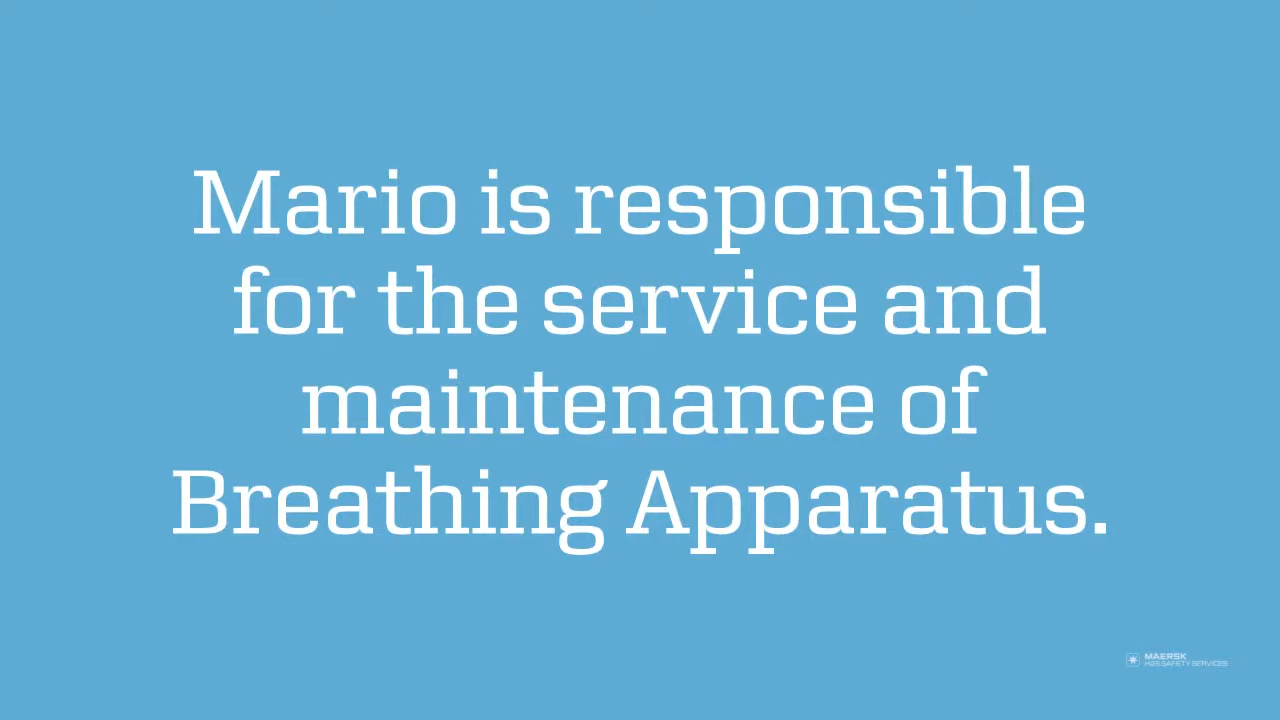 Mario is responsible
for the service and
maintenance of
Breathing Apparatus.
MAERSK
H2S SAFETY SERVICES